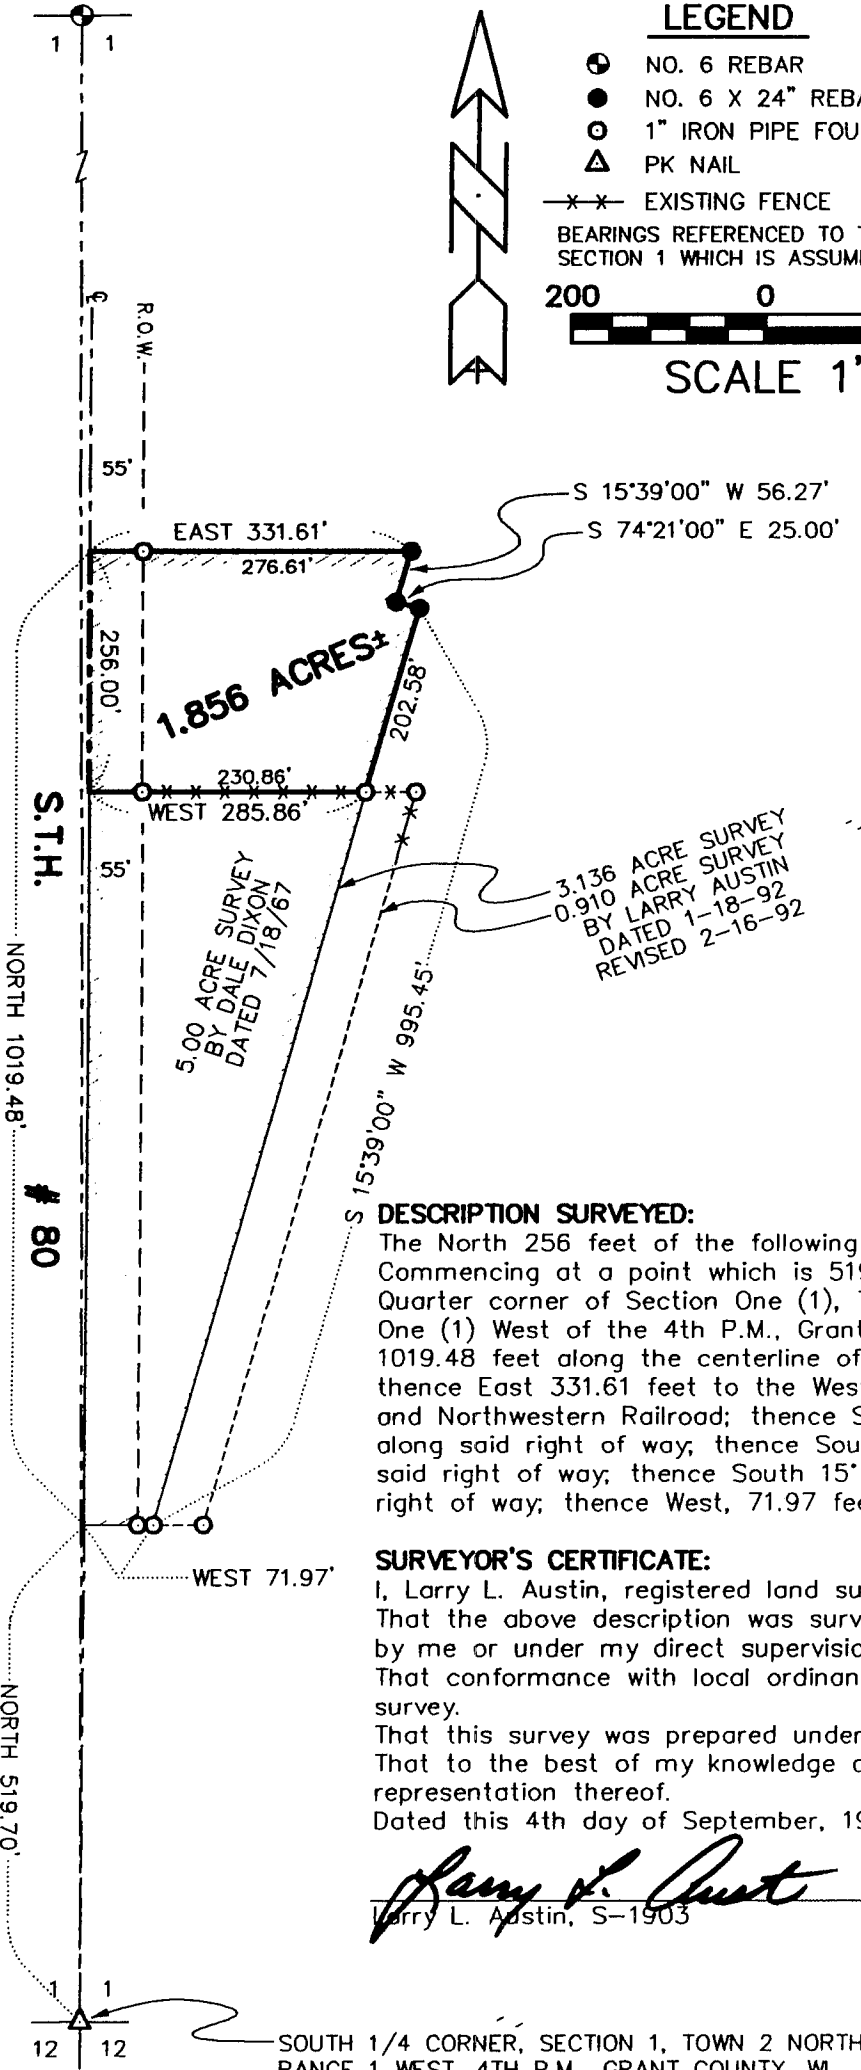 1 1
LEGEND
NO. 6 REBAR
NO. 6 X 24" REBA
1" IRON PIPE FOU
PK NAIL
EXISTING FENCE
BEARINGS REFERENCED TO T
SECTION 1 WHICH IS ASSUM
200 0
SCALE 1"
R.O.W.
55'
S 15°39'00" W 56.27'
S 74°21'00" E 25.00'
EAST 331.61'
276.61'
256.00'
1.856 ACRES±
202.58'
230.86'
WEST 285.86'
S.T.H.
# 80
55'
5.00 ACRE SURVEY
BY DALE DIXON
DATED 7/18/67
3.136 ACRE SURVEY
0.910 ACRE SURVEY
BY LARRY AUSTIN
DATED 1-18-92
REVISED 2-16-92
NORTH 1019.48'
S 15°39'00" W 995.45'
DESCRIPTION SURVEYED:
The North 256 feet of the following
Commencing at a point which is 519
Quarter corner of Section One (1), T
One (1) West of the 4th P.M., Grant
1019.48 feet along the centerline of
thence East 331.61 feet to the West
and Northwestern Railroad; thence S
along said right of way; thence Sou
said right of way; thence South 15°
right of way; thence West, 71.97 fee
WEST 71.97'
SURVEYOR'S CERTIFICATE:
I, Larry L. Austin, registered land su
That the above description was surv
by me or under my direct supervisio
That conformance with local ordinan
survey.
That this survey was prepared under
That to the best of my knowledge a
representation thereof.
Dated this 4th day of September, 19
Larry L. Aust
Larry L. Austin, S-1903
NORTH 519.70'
1 1
12 12
SOUTH 1/4 CORNER, SECTION 1, TOWN 2 NORTH
RANGE 1 WEST, 4TH P.M., GRANT COUNTY, WI